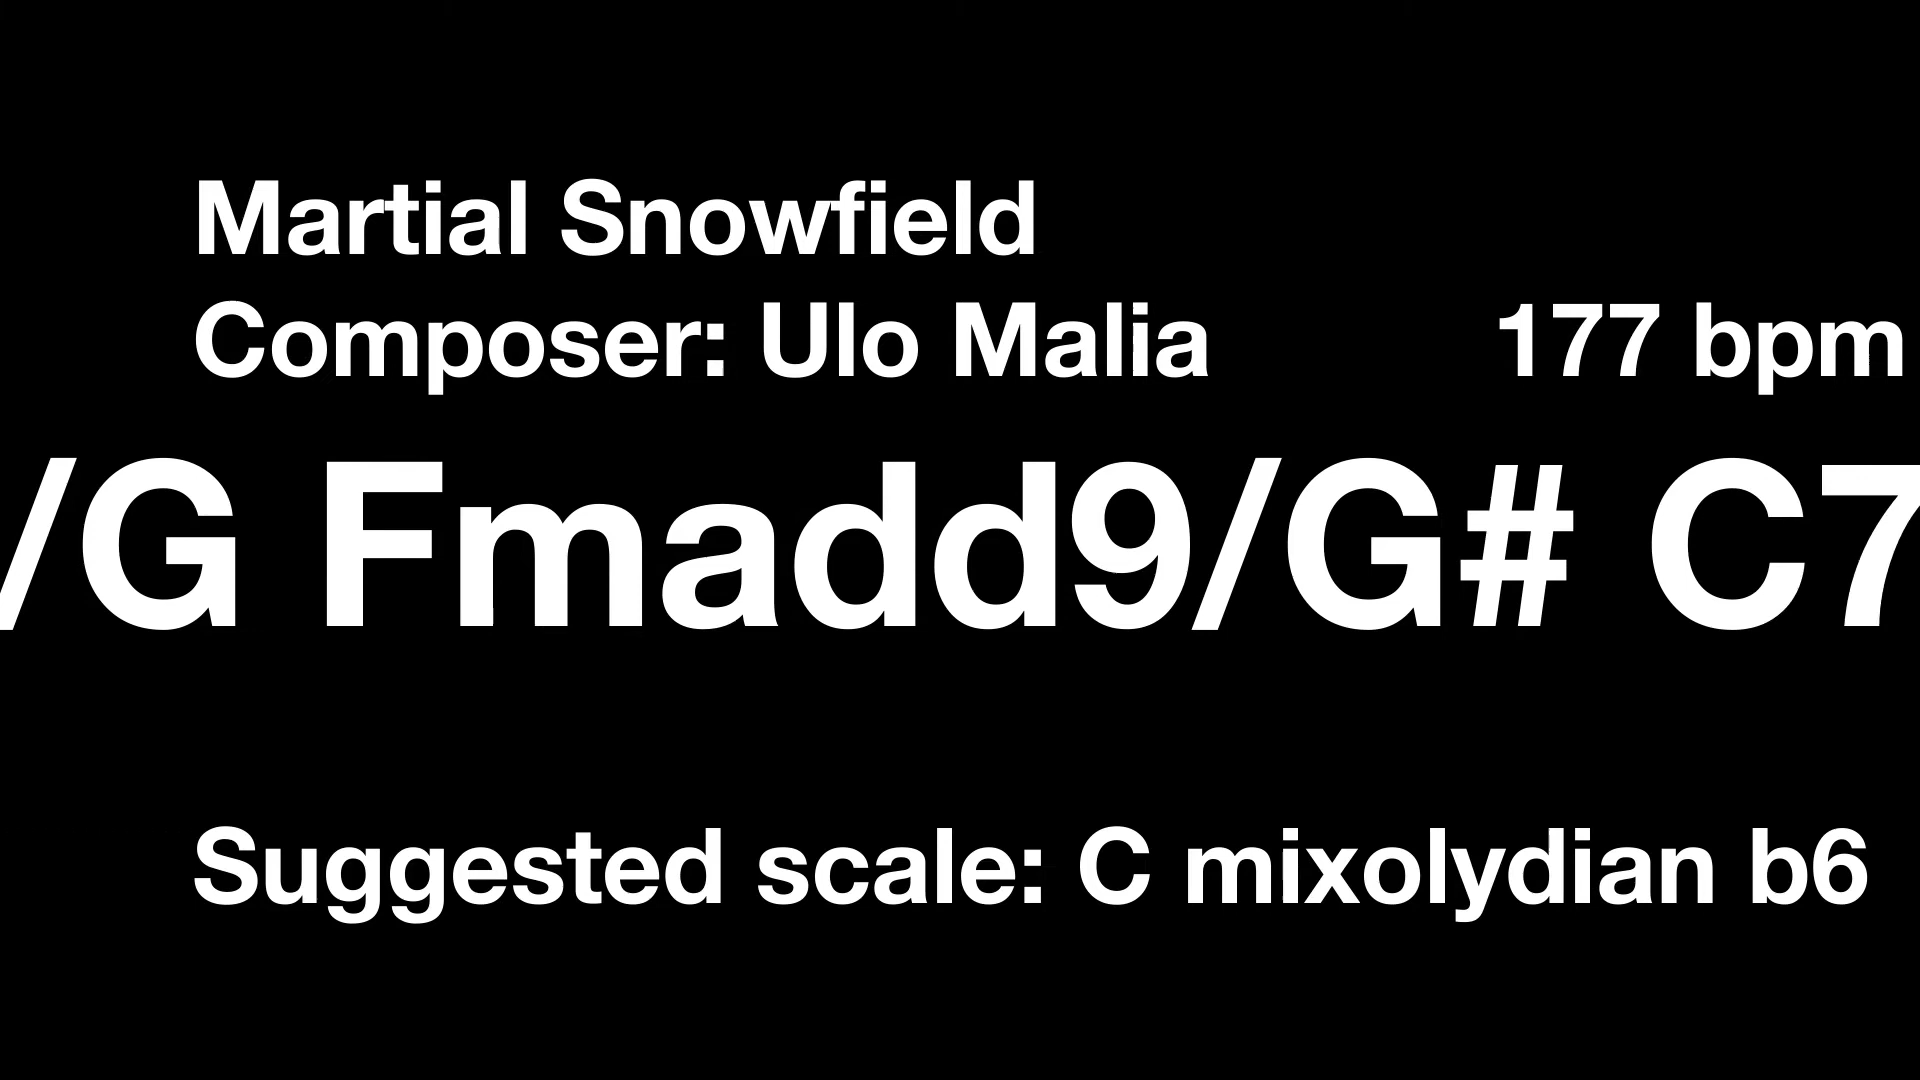 Martial Snowfield
Composer: Ulo Malia 177 bpm
/G Fmadd9/G# C7
Suggested scale: C mixolydian b6